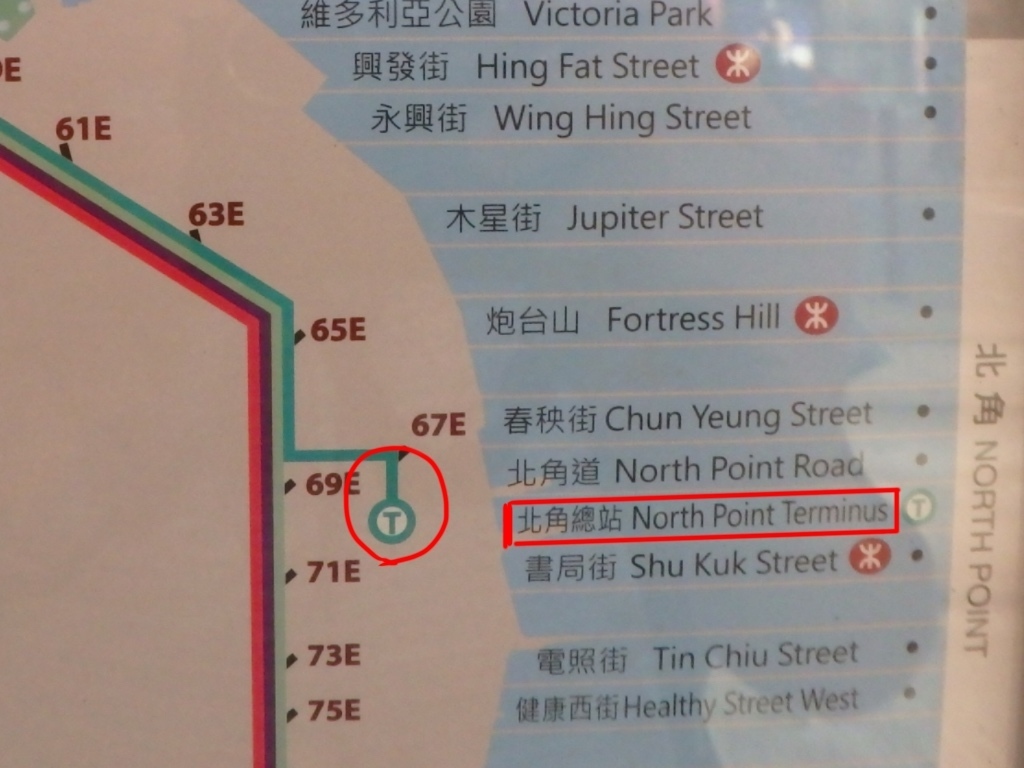 維多利亞公園 Victoria Park
興發街 Hing Fat Street
61E
永興街 Wing Hing Street
63E
木星街 Jupiter Street
65E
炮台山 Fortress Hill
67E
春秧街 Chun Yeung Street
69E
北角道 North Point Road
T
北角總站 North Point Terminus T
71E
書局街 Shu Kuk Street
73E
電照街 Tin Chiu Street
75E
健康西街 Healthy Street West
北角 NORTH POINT